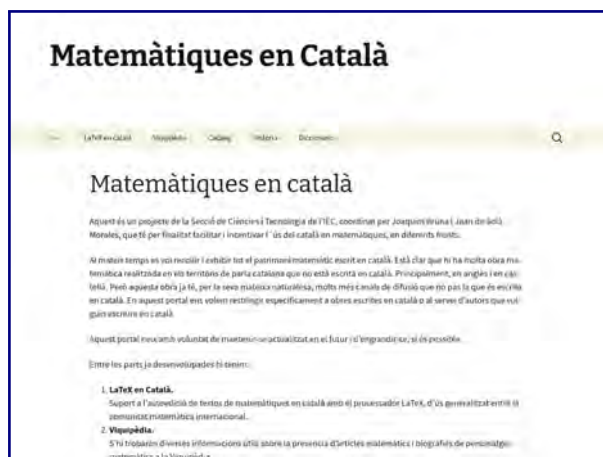 Matemàtiques en Català
LaTeX en Català Viquipèdia Catàleg Història Diccionaris
Matemàtiques en català
Aquest és un projecte de la Secció de Ciències i Tecnologia de l'IEC, coordinat per Joaquim Bruna i Joan de Solà
Morales, que té per finalitat facilitar i incentivar l'ús del català en matemàtiques, en diferents fronts.
Al mateix temps es vol recollir i exhibir tot el patrimoni matemàtic escrit en català. Està clar que hi ha molta obra ma-
temàtica realitzada en els territoris de parla catalana que no està escrita en català. Principalment, en anglès i en cas-
tellà. Però aquesta obra ja té, per la seva mateixa naturalesa, molts més canals de difusió que no pas la que és escrita
en català. En aquest portal ens volem restringir específicament a obres escrites en català o al servei d'autors que vul-
guin escriure en català.
Aquest portal neix amb voluntat de mantenir-se actualitzat en el futur i d'engrandir-se, si és possible.
Entre les parts ja desenvolupades hi tenim:
1. LaTeX en Català.
Suport a l'autoedició de textos de matemàtiques en català amb el processador LaTeX, d'ús generalitzat entre la
comunitat matemàtica internacional.
2. Viquipèdia.
S'hi trobaran diverses informacions útils sobre la presència d'articles matemàtics i biografies de personatges
matemàtics a la Viquipèdia.